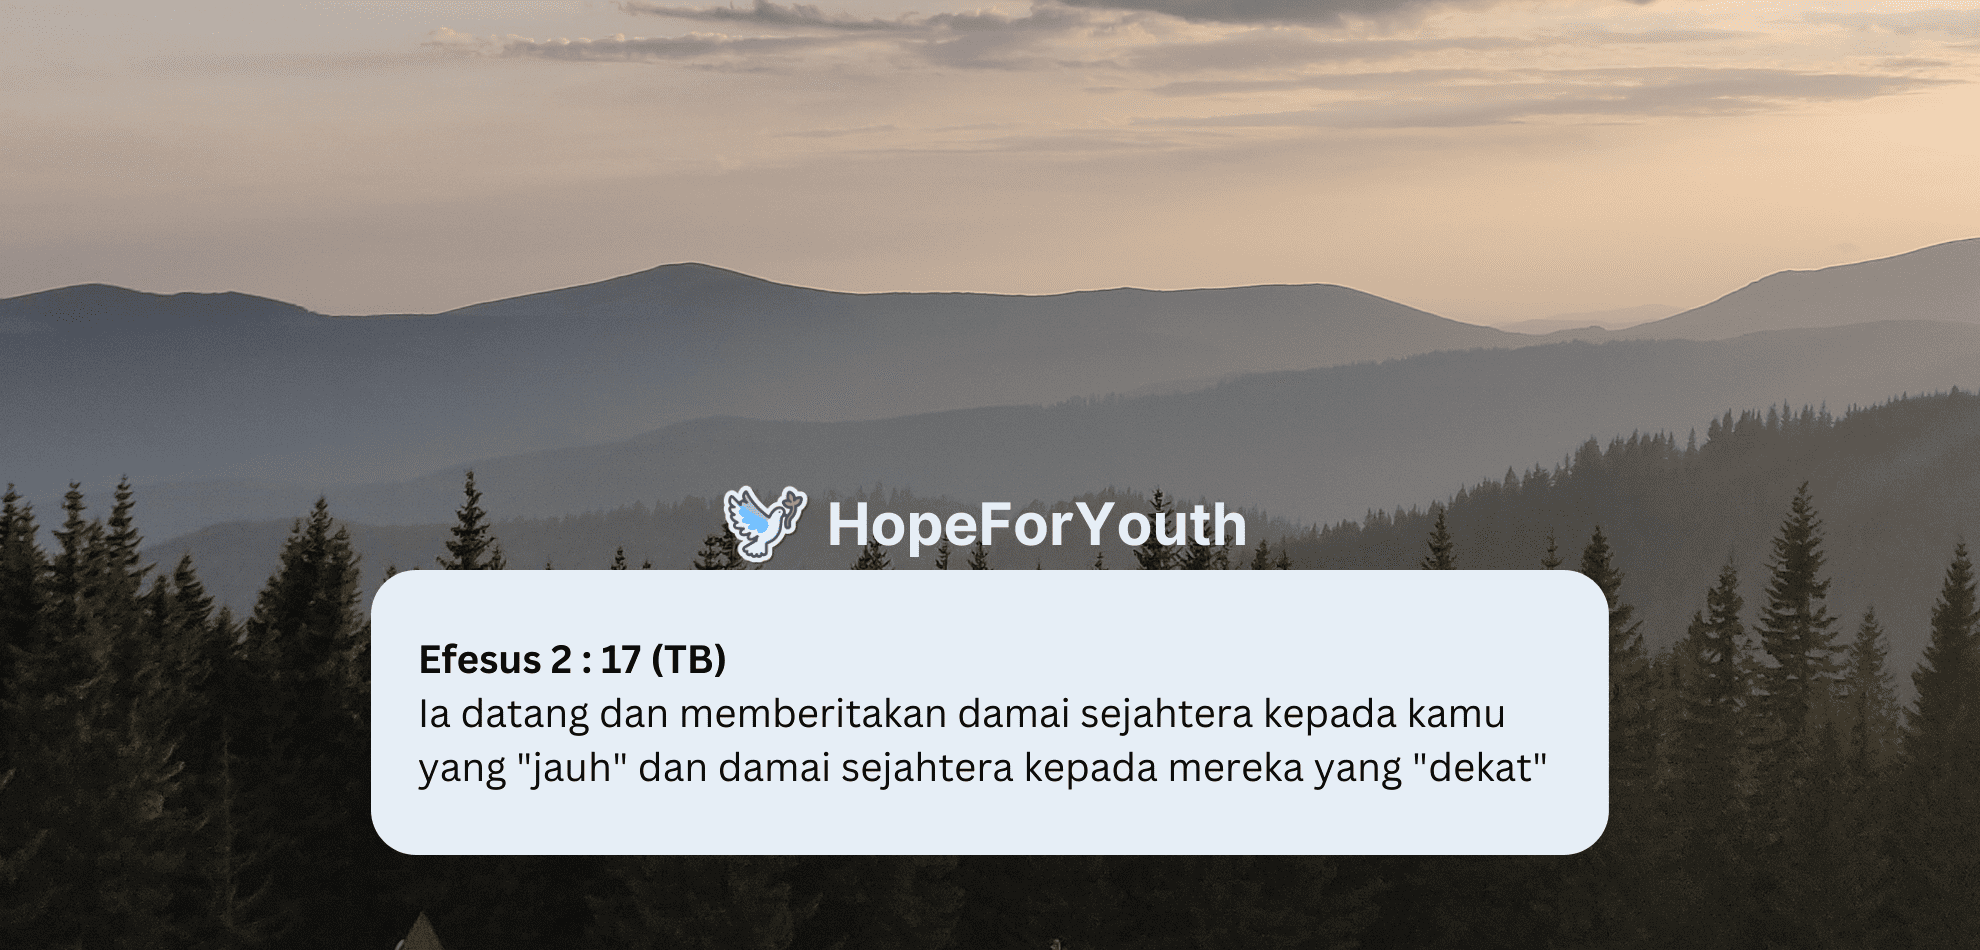 HopeForYouth
Efesus 2 : 17 (TB)
Ia datang dan memberitakan damai sejahtera kepada kamu
yang "jauh" dan damai sejahtera kepada mereka yang "dekat"